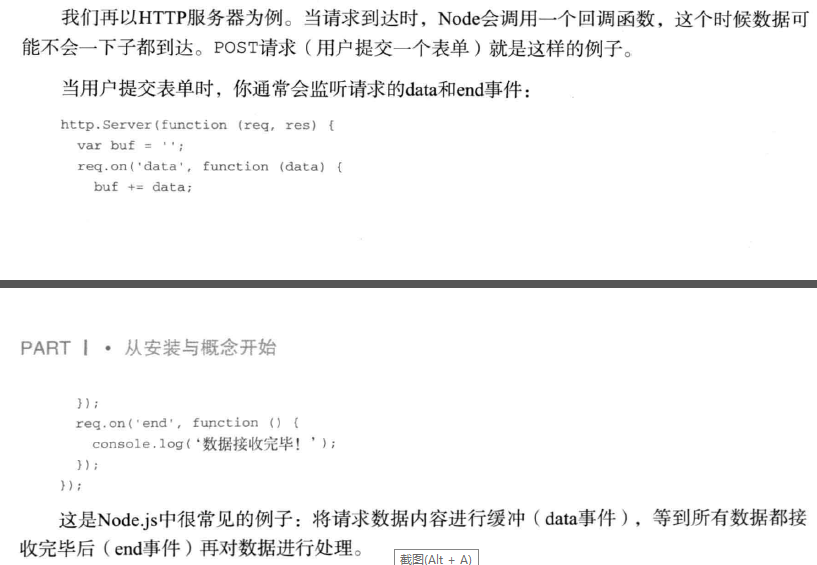 我们再以HTTP服务器为例。当请求到达时，Node会调用一个回调函数，这个时候数据可
能不会一下子都到达。POST请求（用户提交一个表单）就是这样的例子。
当用户提交表单时，你通常会监听请求的data和end事件：
http.Server(function (req, res) {
var buf = '';
req.on('data', function (data) {
buf += data;
PART I • 从安装与概念开始
});
req.on('end', function () {
console.log(‘数据接收完毕！’);
});
});
这是Node.js中很常见的例子：将请求数据内容进行缓冲（data事件），等到所有数据都接
收完毕后（end事件）再对数据进行处理。
截图(Alt + A)